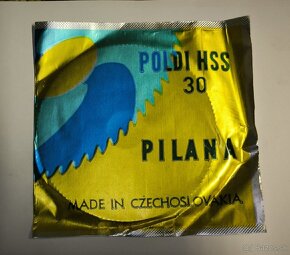 POLDI HSS
30
PILANA
MADE IN CZECHOSLOVAKIA